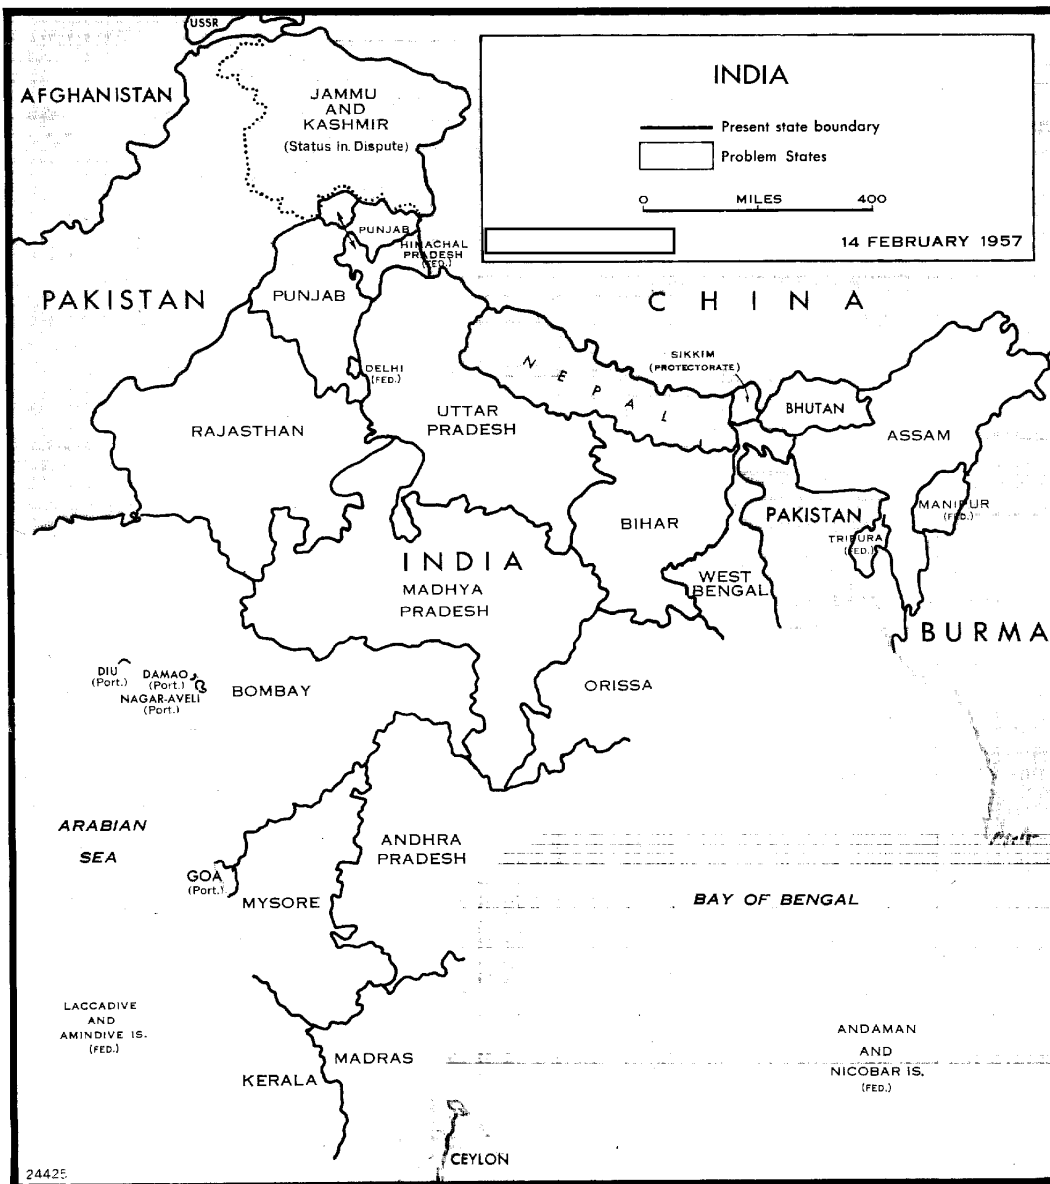 USSR
AFGHANISTAN
JAMMU
AND
KASHMIR
(Status in Dispute)
INDIA
Present state boundary
Problem States
0 MILES 400
14 FEBRUARY 1957
PUNJAB
HIMACHAL
PRADESH
(FED.)
PAKISTAN
PUNJAB
CHINA
DELHI
(FED.)
NEPAL
SIKKIM
(PROTECTORATE)
BHUTAN
RAJASTHAN
UTTAR
PRADESH
ASSAM
BIHAR
PAKISTAN
MANIPUR
(FED.)
TRIPURA
(FED.)
INDIA
MADHYA
PRADESH
WEST
BENGAL
BURMA
DIU
(Port.)
DAMAO
(Port.)
NAGAR-AVELI
(Port.)
BOMBAY
ORISSA
ARABIAN
SEA
ANDHRA
PRADESH
GOA
(Port.)
MYSORE
BAY OF BENGAL
LACCADIVE
AND
AMINDIVE IS.
(FED.)
ANDAMAN
AND
NICOBAR IS.
(FED.)
MADRAS
KERALA
CEYLON
24425